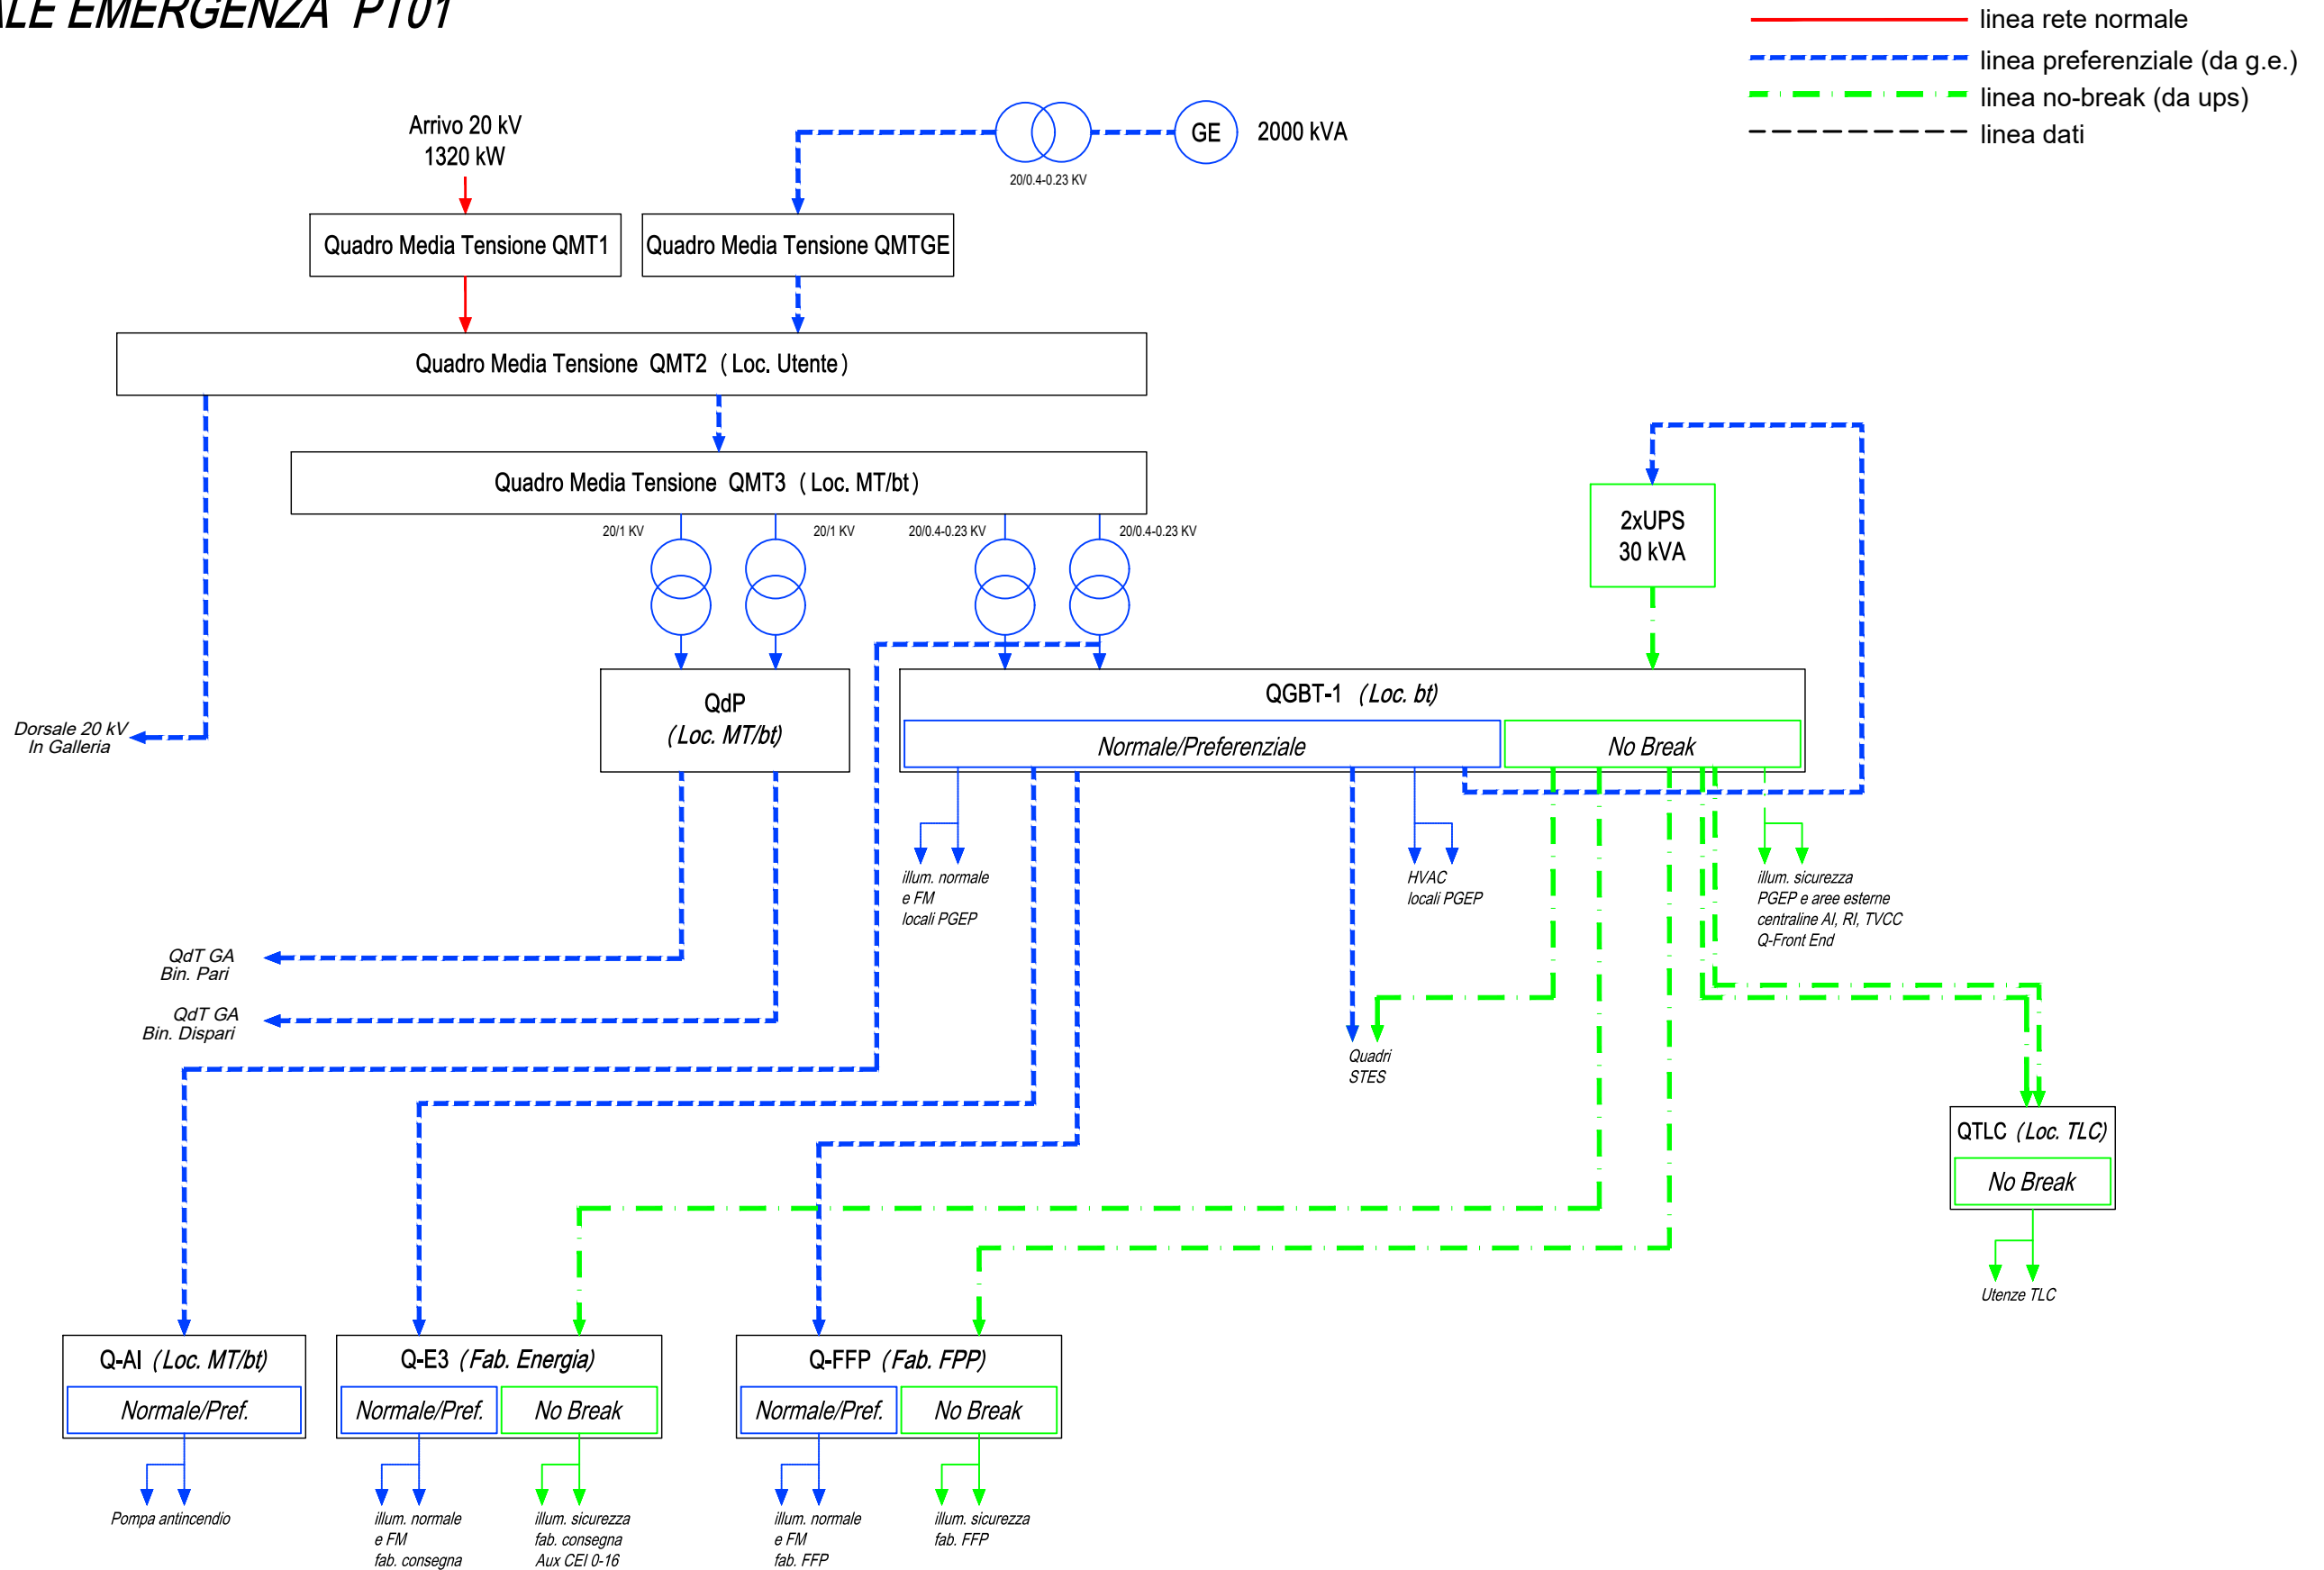 EMERGENZA PT01
linea rete normale
linea preferenziale (da g.e.)
linea no-break (da ups)
linea dati
Arrivo 20 kV
1320 kW
GE
2000 kVA
20/0.4-0.23 KV
Quadro Media Tensione QMT1
Quadro Media Tensione QMTGE
Quadro Media Tensione QMT2 (Loc. Utente)
Quadro Media Tensione QMT3 (Loc. MT/bt)
20/1 KV
20/1 KV
20/0.4-0.23 KV
20/0.4-0.23 KV
2xUPS
30 kVA
QdP
(Loc. MT/bt)
QGBT-1 (Loc. bt)
Normale/Preferenziale
No Break
Dorsale 20 kV
In Galleria
illum. normale
e FM
locali PGEP
HVAC
locali PGEP
illum. sicurezza
PGEP e aree esterne
centraline AI, RI, TVCC
Q-Front End
QdT GA
Bin. Pari
QdT GA
Bin. Dispari
Quadri
STES
QTLC (Loc. TLC)
No Break
Utenze TLC
Q-AI (Loc. MT/bt)
Normale/Pref.
Pompa antincendio
Q-E3 (Fab. Energia)
Normale/Pref.
No Break
illum. normale
e FM
fab. consegna
illum. sicurezza
fab. consegna
Aux CEI 0-16
Q-FFP (Fab. FPP)
Normale/Pref.
No Break
illum. normale
e FM
fab. FFP
illum. sicurezza
fab. FFP